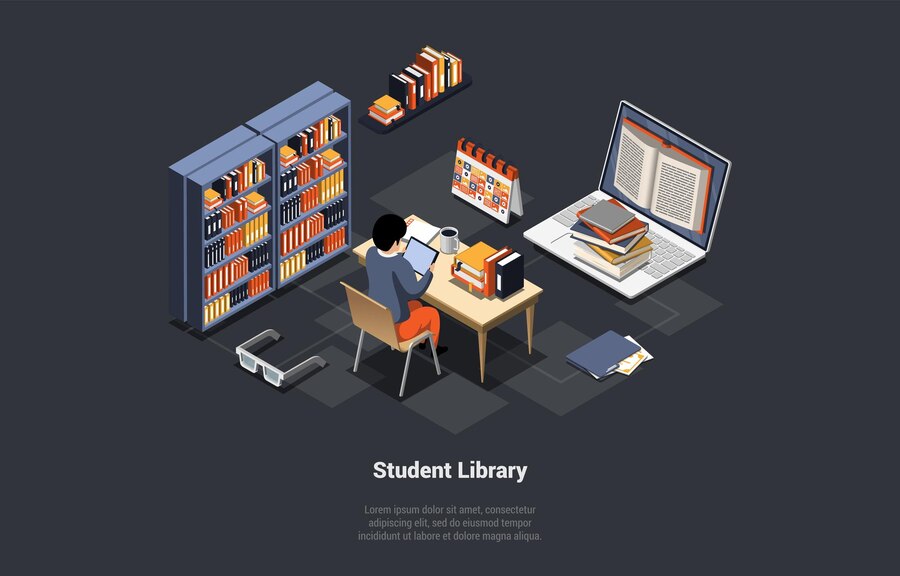 Student Library
Lorem ipsum dolor sit amet, consectetur
adipiscing elit, sed do eiusmod tempor
incididunt ut labore et dolore magna aliqua.